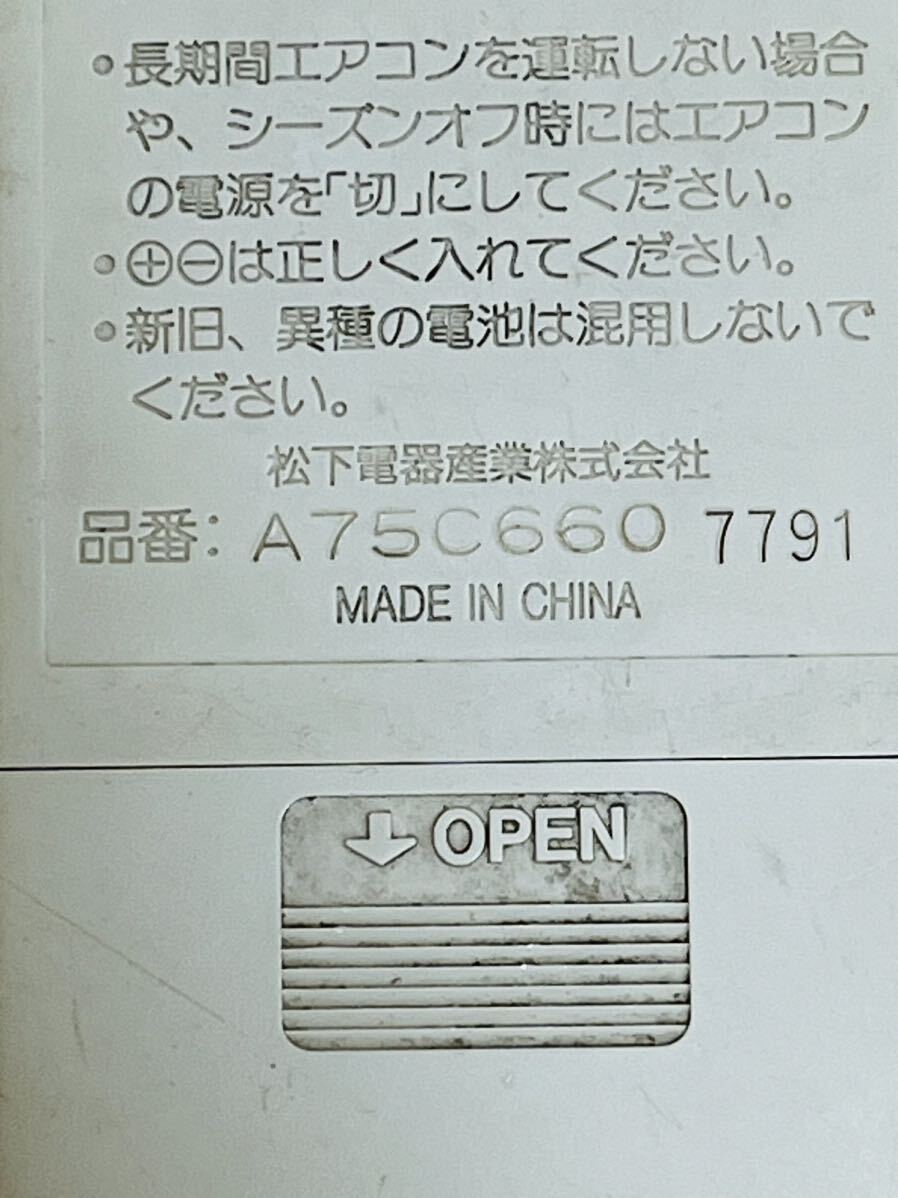 •長期間エアコンを運転しない場合
や、シーズンオフ時にはエアコン
の電源を「切」にしてください。
•⊕⊖は正しく入れてください。
•新旧、異種の電池は混用しないで
ください。
松下電器産業株式会社
品番: A75C660 7791
MADE IN CHINA
↓ OPEN